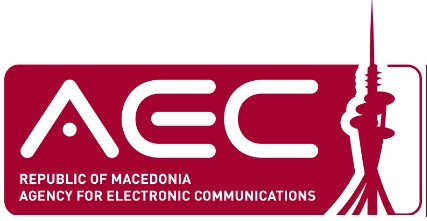 AEC
REPUBLIC OF MACEDONIA
AGENCY FOR ELECTRONIC COMMUNICATIONS